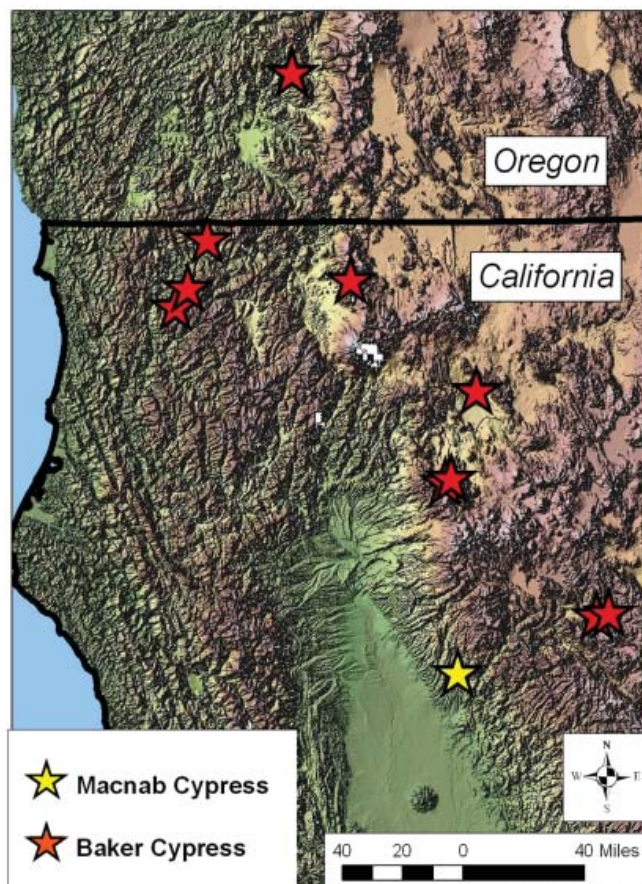 Oregon
California
Macnab Cypress
Baker Cypress
N
W E
S
40 20 0 40 Miles